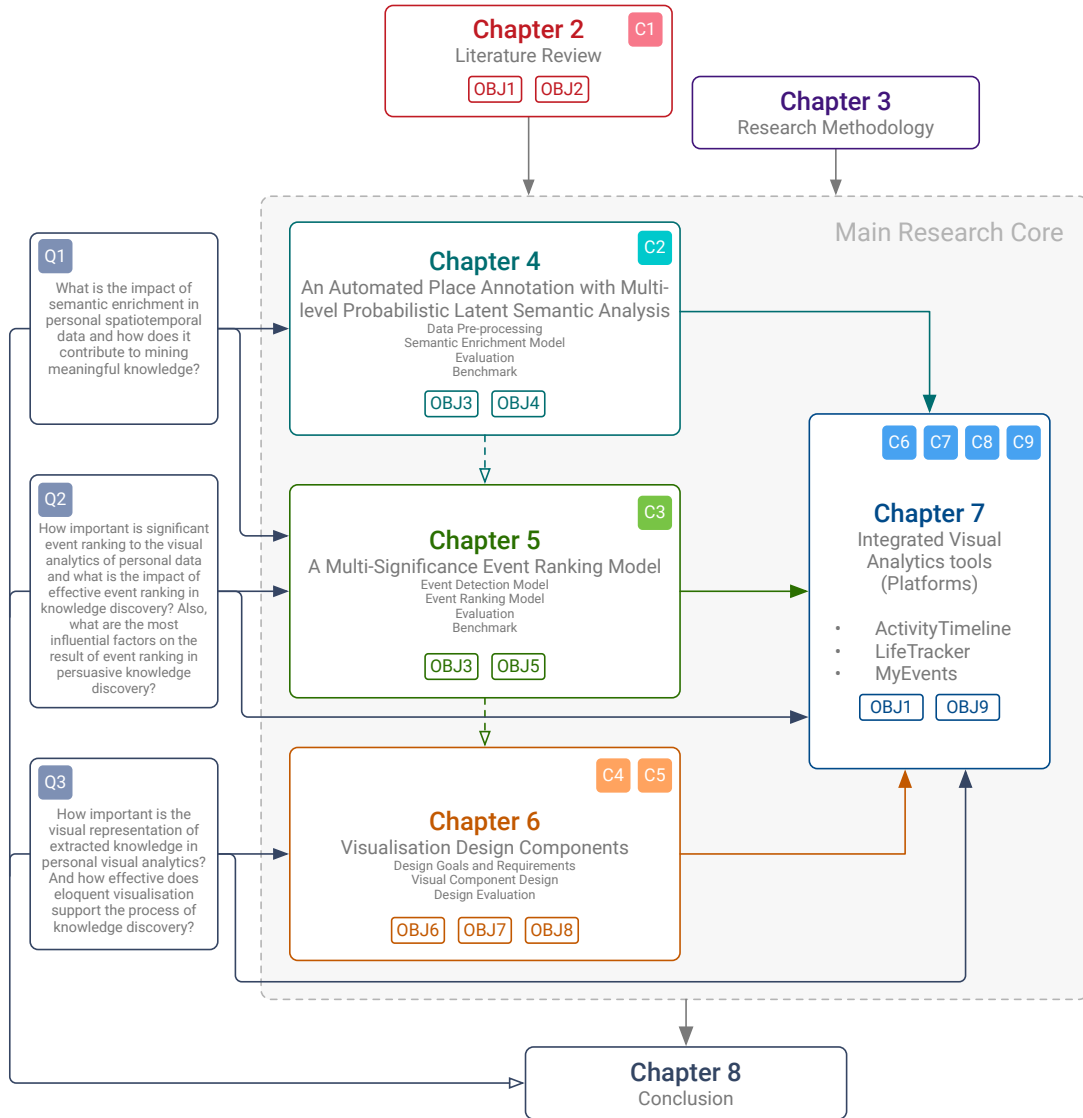 Chapter 2
C1
Literature Review
OBJ1 OBJ2
Chapter 3
Research Methodology
Main Research Core
Q1
What is the impact of
semantic enrichment in
personal spatiotemporal
data and how does it
contribute to mining
meaningful knowledge?
C2
Chapter 4
An Automated Place Annotation with Multi-
level Probabilistic Latent Semantic Analysis
Data Pre-processing
Semantic Enrichment Model
Evaluation
Benchmark
OBJ3 OBJ4
Q2
How important is significant
event ranking to the visual
analytics of personal data
and what is the impact of
effective event ranking in
knowledge discovery? Also,
what are the most
influential factors on the
result of event ranking in
persuasive knowledge
discovery?
C3
Chapter 5
A Multi-Significance Event Ranking Model
Event Detection Model
Event Ranking Model
Evaluation
Benchmark
OBJ3 OBJ5
C6 C7 C8 C9
Chapter 7
Integrated Visual
Analytics tools
(Platforms)
• ActivityTimeline
• LifeTracker
• MyEvents
OBJ1 OBJ9
Q3
How important is the
visual representation of
extracted knowledge in
personal visual analytics?
And how effective does
eloquent visualisation
support the process of
knowledge discovery?
C4 C5
Chapter 6
Visualisation Design Components
Design Goals and Requirements
Visual Component Design
Design Evaluation
OBJ6 OBJ7 OBJ8
Chapter 8
Conclusion